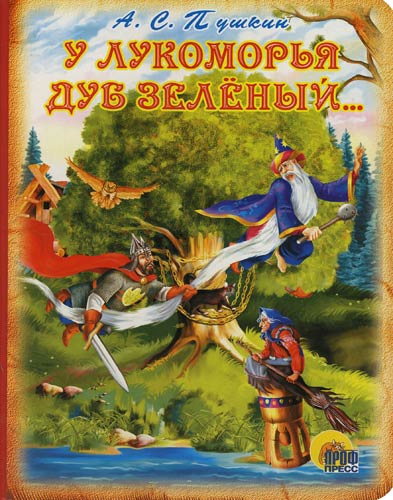 А. С. Пушкин
У ЛУКОМОРЬЯ
ДУБ ЗЕЛЁНЫЙ...
ПРОФ
ПРЕСС